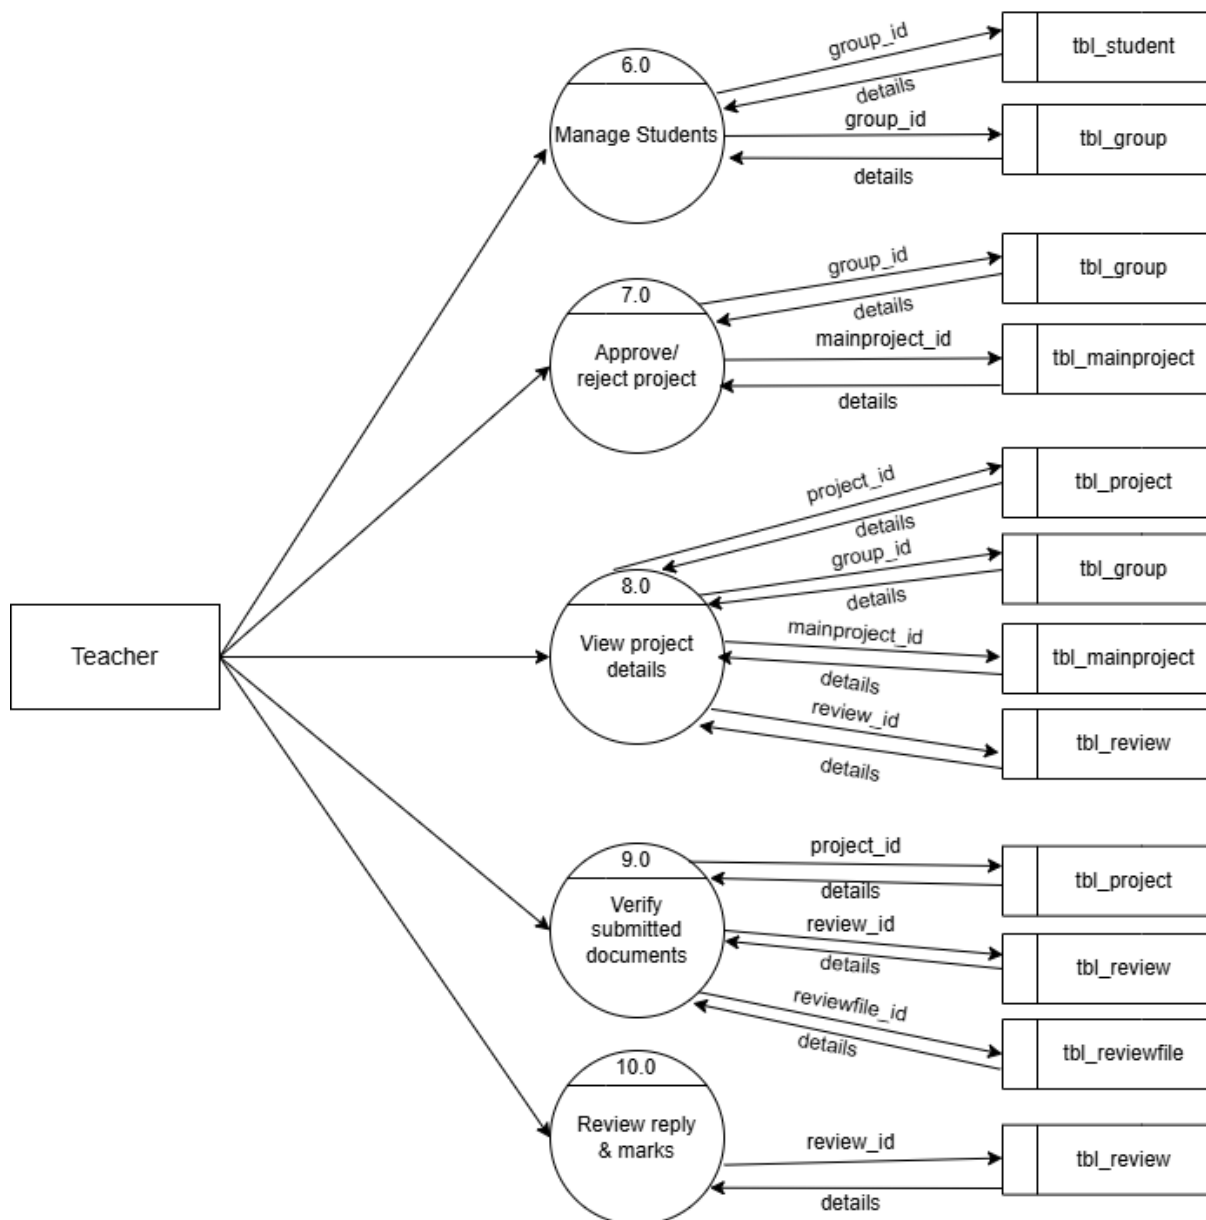 6.0
Manage Students
group_id
details
tbl_student
group_id
details
tbl_group
7.0
Approve/
reject project
group_id
details
tbl_group
mainproject_id
details
tbl_mainproject
Teacher
8.0
View project
details
project_id
details
tbl_project
group_id
details
tbl_group
mainproject_id
details
tbl_mainproject
review_id
details
tbl_review
9.0
Verify
submitted
documents
project_id
details
tbl_project
review_id
details
tbl_review
reviewfile_id
details
tbl_reviewfile
10.0
Review reply
& marks
review_id
details
tbl_review